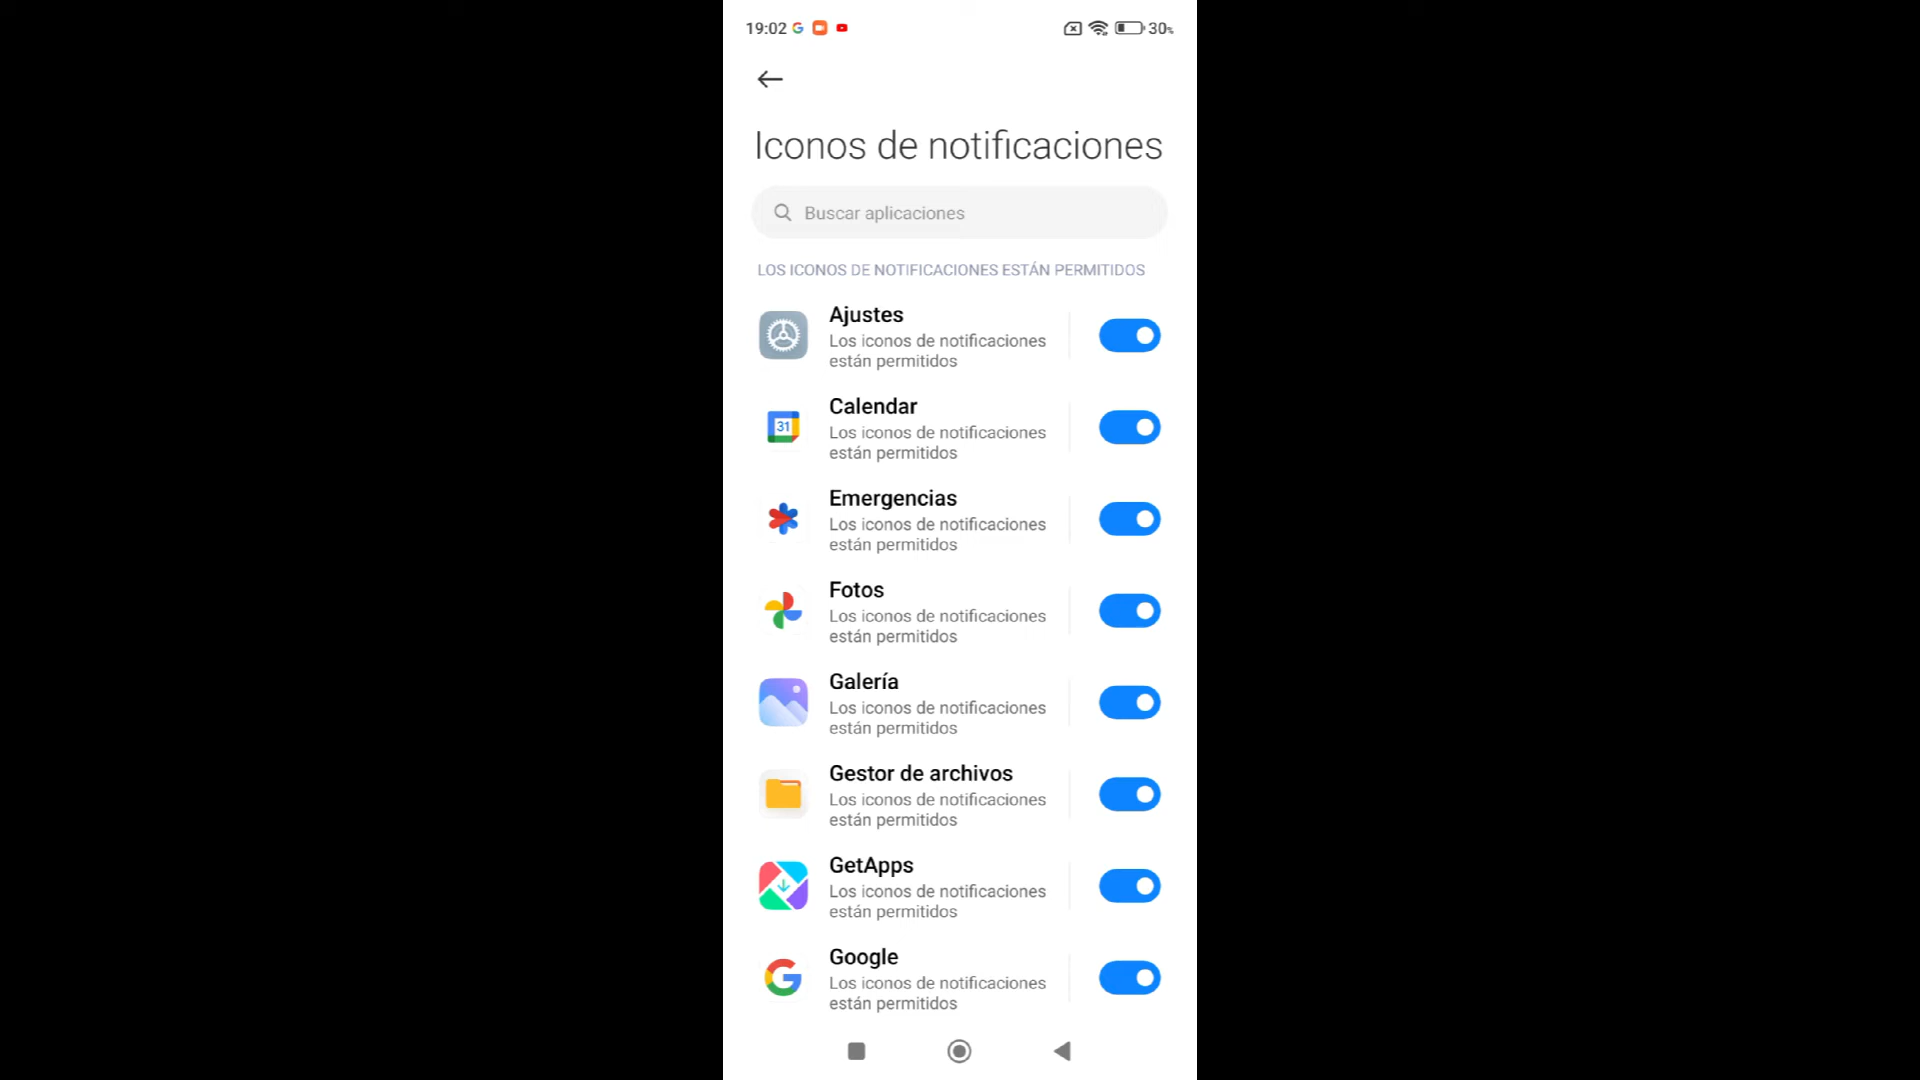 19:02
30%
Iconos de notificaciones
Buscar aplicaciones
LOS ICONOS DE NOTIFICACIONES ESTÁN PERMITIDOS
Ajustes
Los iconos de notificaciones
están permitidos
Calendar
Los iconos de notificaciones
están permitidos
31
Emergencias
Los iconos de notificaciones
están permitidos
Fotos
Los iconos de notificaciones
están permitidos
Galería
Los iconos de notificaciones
están permitidos
Gestor de archivos
Los iconos de notificaciones
están permitidos
GetApps
Los iconos de notificaciones
están permitidos
Google
Los iconos de notificaciones
están permitidos